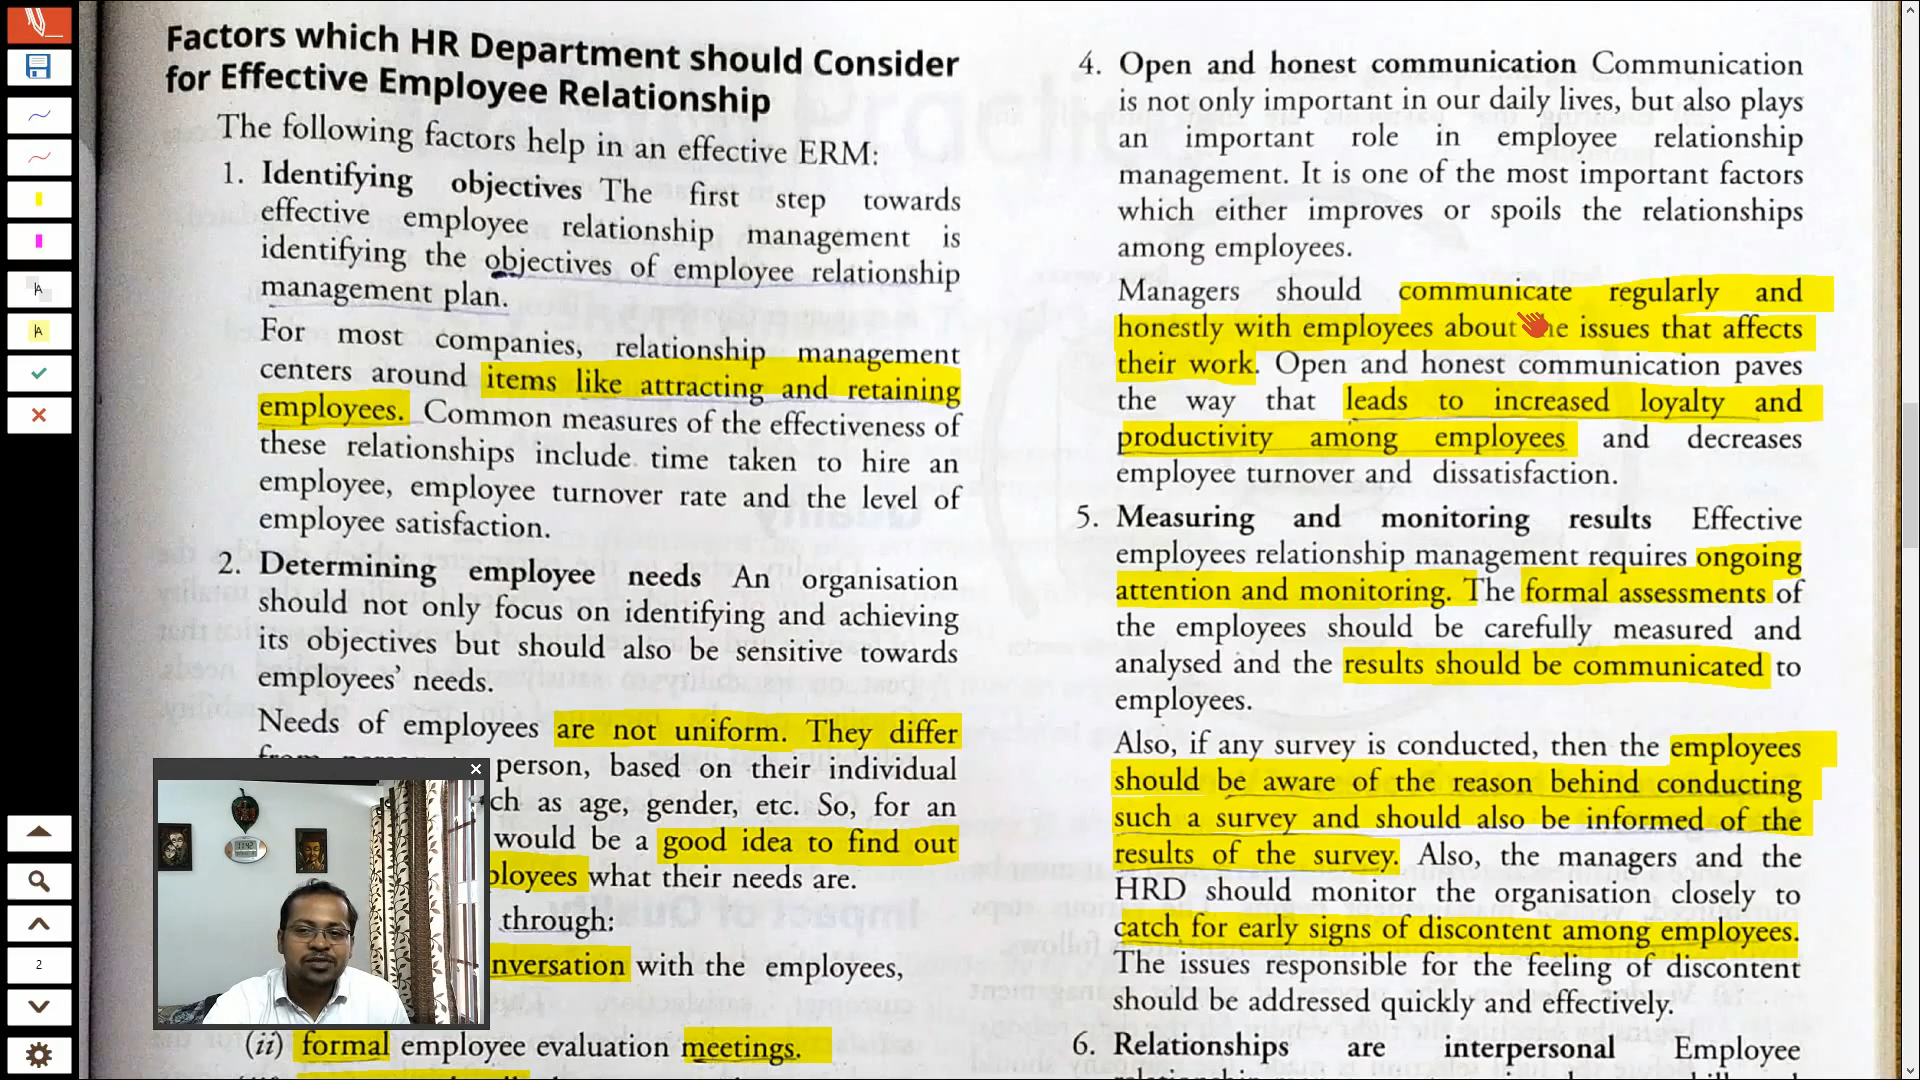 Factors which HR Department should Consider
for Effective Employee Relationship
The following factors help in an effective ERM:
1. Identifying objectives The first step towards
effective employee relationship management is
identifying the objectives of employee relationship
management plan.
For most companies, relationship management
centers around items like attracting and retaining
employees. Common measures of the effectiveness of
these relationships include time taken to hire an
employee, employee turnover rate and the level of
employee satisfaction.
2. Determining employee needs An organisation
should not only focus on identifying and achieving
its objectives but should also be sensitive towards
employees' needs.
Needs of employees are not uniform. They differ
person, based on their individual
ch as age, gender, etc. So, for an
would be a good idea to find out
ployees what their needs are.
through:
nversation with the employees,
(ii) formal employee evaluation meetings.
4. Open and honest communication Communication
is not only important in our daily lives, but also plays
an important role in employee relationship
management. It is one of the most important factors
which either improves or spoils the relationships
among employees.
Managers should communicate regularly and
honestly with employees about he issues that affects
their work. Open and honest communication paves
the way that leads to increased loyalty and
productivity among employees and decreases
employee turnover and dissatisfaction.
5. Measuring and monitoring results Effective
employees relationship management requires ongoing
attention and monitoring. The formal assessments of
the employees should be carefully measured and
analysed and the results should be communicated to
employees.
Also, if any survey is conducted, then the employees
should be aware of the reason behind conducting
such a survey and should also be informed of the
results of the survey. Also, the managers and the
HRD should monitor the organisation closely to
catch for early signs of discontent among employees.
The issues responsible for the feeling of discontent
should be addressed quickly and effectively.
6. Relationships are interpersonal Employee
A
A
2